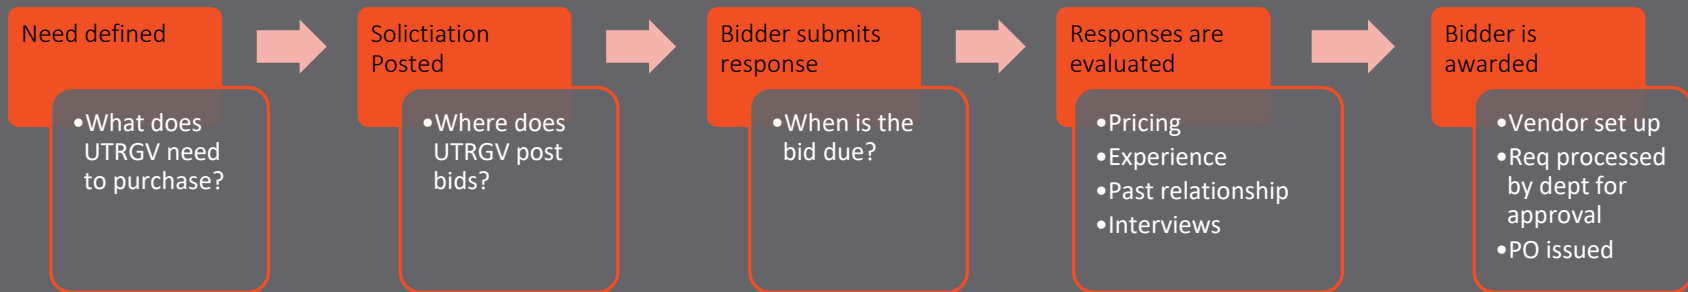 Need defined
•What does
UTRGV need
to purchase?
Solictiation
Posted
•Where does
UTRGV post
bids?
Bidder submits
response
•When is the
bid due?
Responses are
evaluated
•Pricing
•Experience
•Past relationship
•Interviews
Bidder is
awarded
•Vendor set up
•Req processed
by dept for
approval
•PO issued